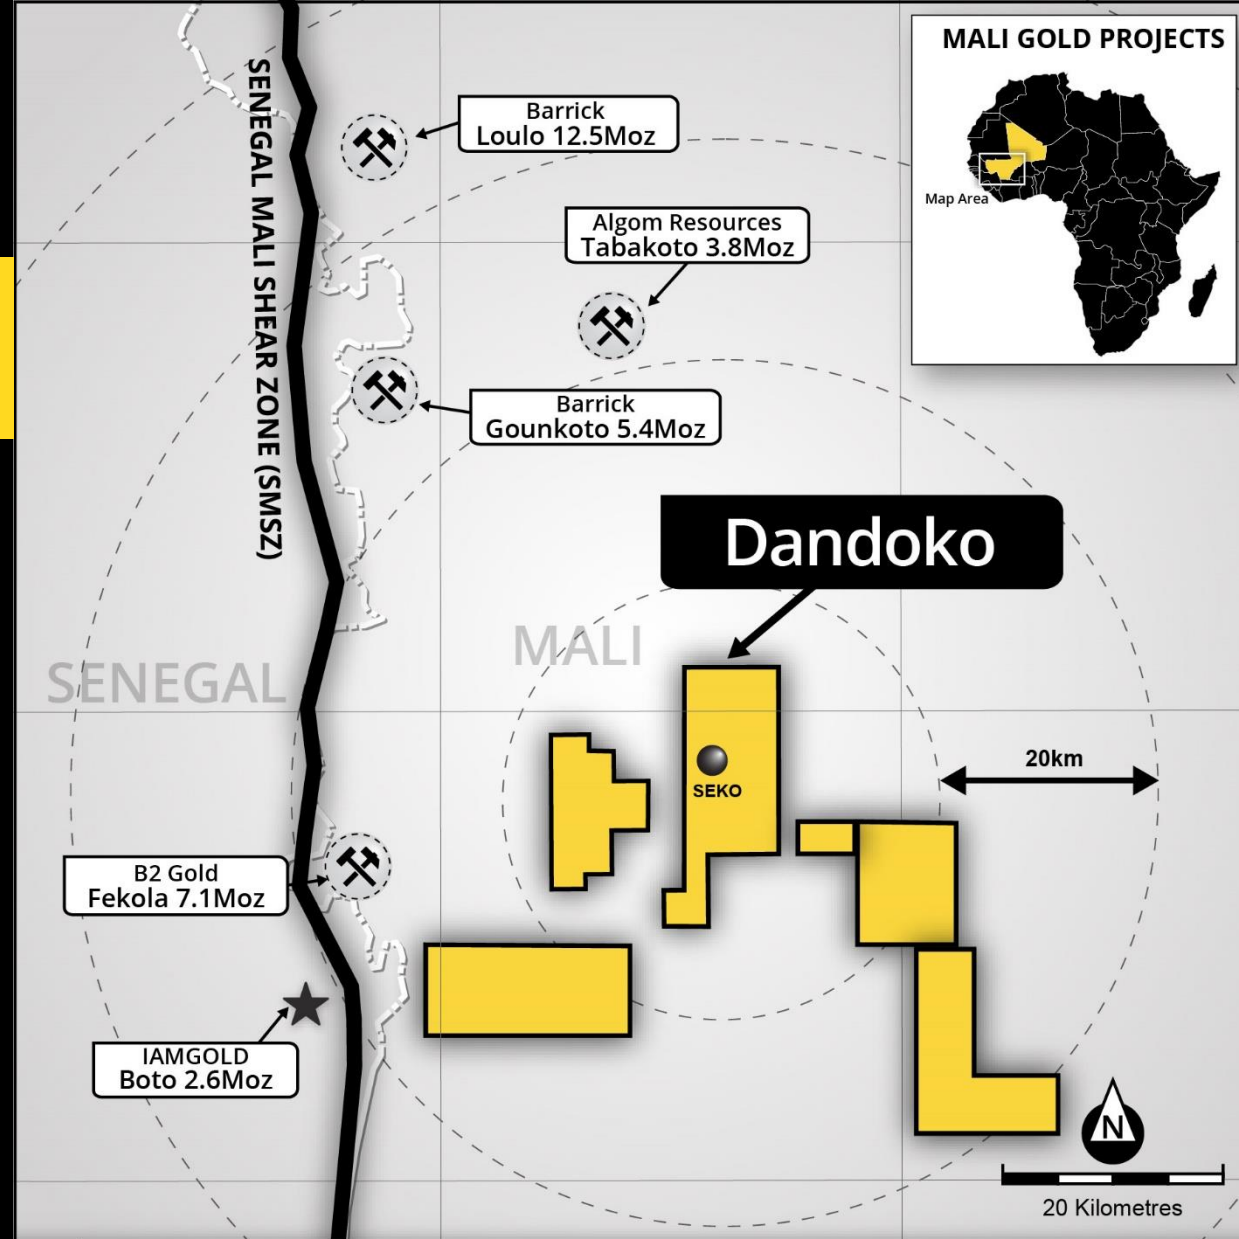 MALI GOLD PROJECTS
Map Area
SENEGAL MALI SHEAR ZONE (SMSZ)
Barrick
Loulo 12.5Moz
Algom Resources
Tabakoto 3.8Moz
Barrick
Gounkoto 5.4Moz
Dandoko
MALI
SENEGAL
SEKO
20km
B2 Gold
Fekola 7.1Moz
IAMGOLD
Boto 2.6Moz
N
20 Kilometres